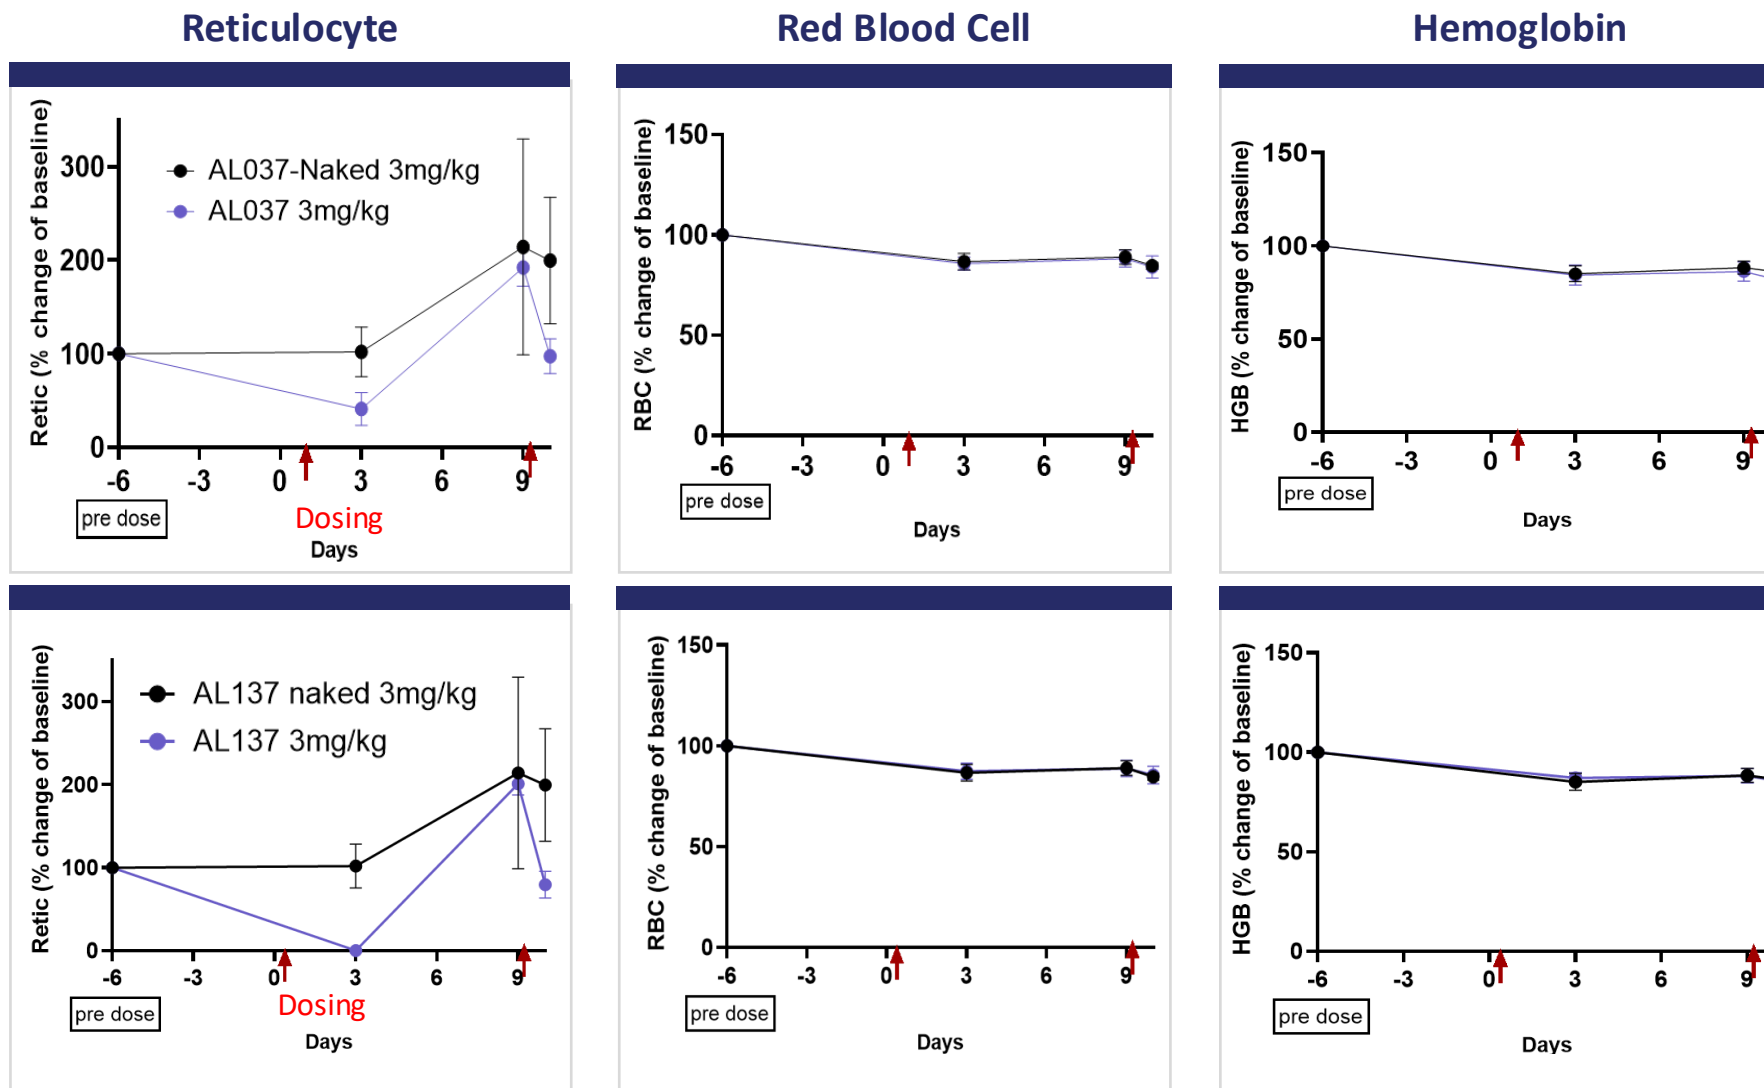 Reticulocyte
Red Blood Cell
Hemoglobin
Retic (% change of baseline)
300
200
100
0
AL037-Naked 3mg/kg
AL037 3mg/kg
-6 -3 0 3 6 9
pre dose
Dosing
Days
RBC (% change of baseline)
150
100
50
0
-6 -3 0 3 6 9
pre dose
Days
HGB (% change of baseline)
150
100
50
0
-6 -3 0 3 6 9
pre dose
Days
Retic (% change of baseline)
300
200
100
0
AL137 naked 3mg/kg
AL137 3mg/kg
-6 -3 0 3 6 9
pre dose
Dosing
Days
RBC (% change of baseline)
150
100
50
0
-6 -3 0 3 6 9
pre dose
Days
HGB (% change of baseline)
150
100
50
0
-6 -3 0 3 6 9
pre dose
Days